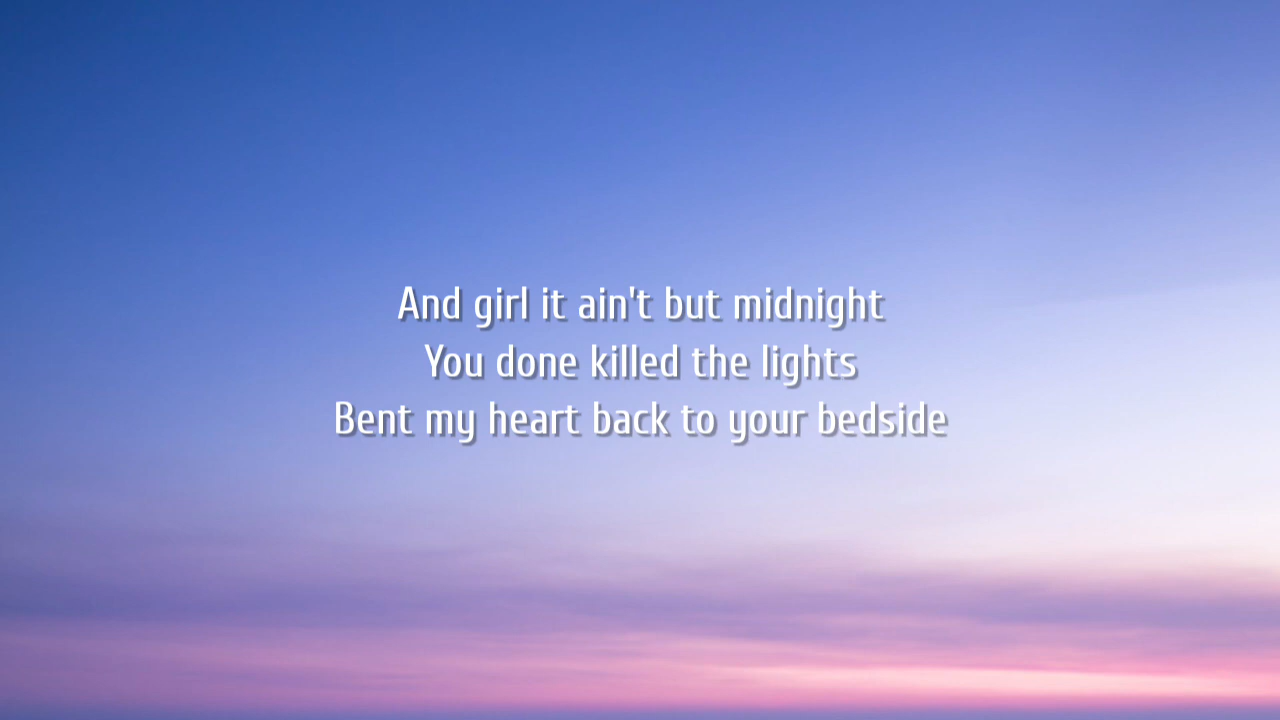 And girl it ain't but midnight
You done killed the lights
Bent my heart back to your bedside